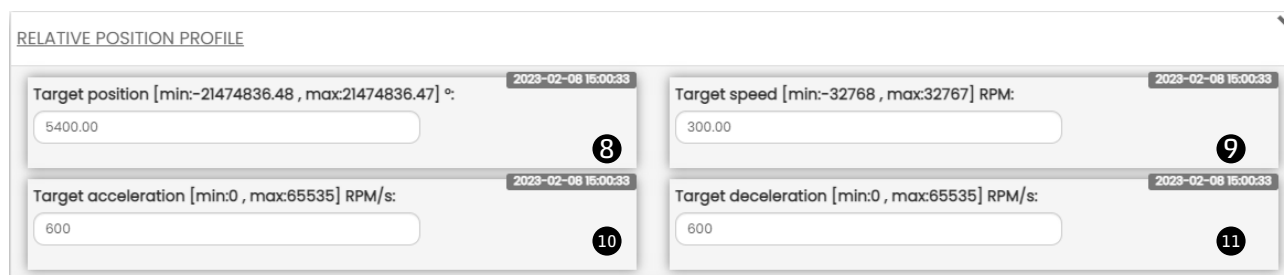 RELATIVE POSITION PROFILE
2023-02-08 15:00:33
Target position [min:-21474836.48 , max:21474836.47] º:
5400.00
8
2023-02-08 15:00:33
Target speed [min:-32768 , max:32767] RPM:
300.00
9
2023-02-08 15:00:33
Target acceleration [min:0 , max:65535] RPM/s:
600
10
2023-02-08 15:00:33
Target deceleration [min:0 , max:65535] RPM/s:
600
11